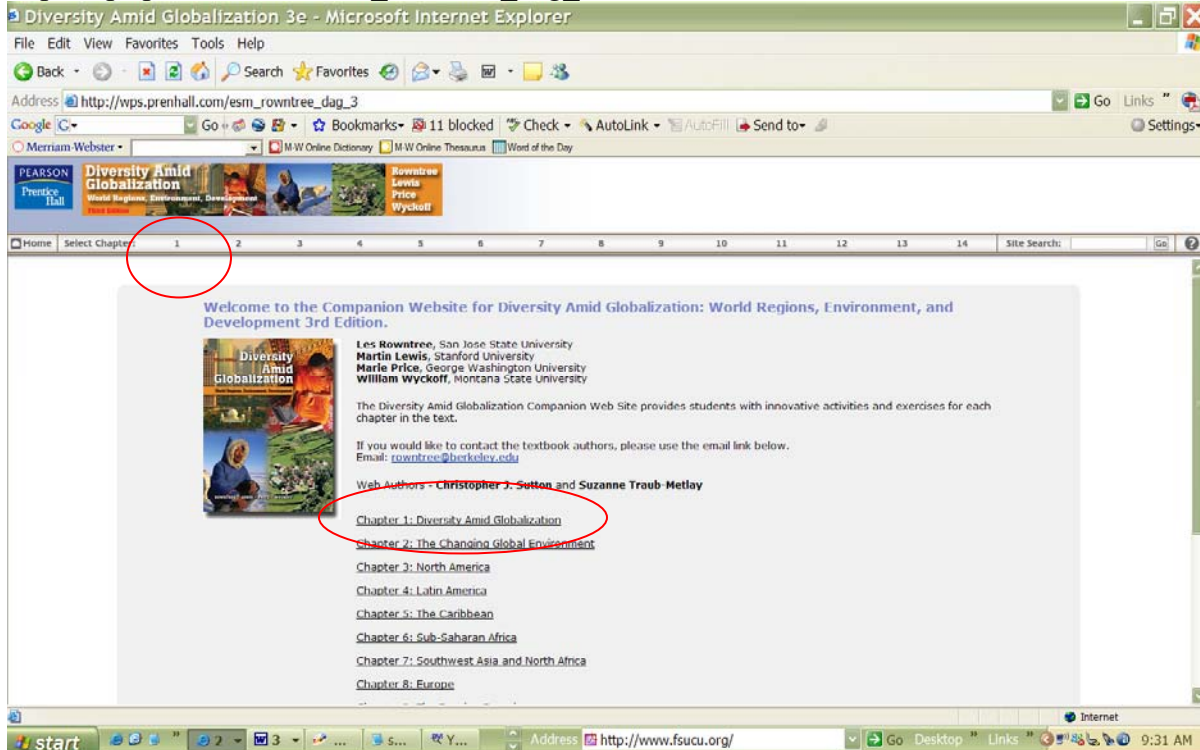 Diversity Amid Globalization 3e - Microsoft Internet Explorer
File Edit View Favorites Tools Help
Back Search Favorites
Address http://wps.prenhall.com/esm_rowntree_dag_3 Go Links "
Google G Go Bookmarks 11 blocked Check AutoLink AutoFill Send to Settings
Merriam-Webster M-W Online Dictionary M-W Online Thesaurus Word of the Day
PEARSON
Prentice
Hall
Diversity Amid
Globalization
World Regions, Environment, Development
Third Edition
Rowntree
Lewis
Price
Wyckoff
Home Select Chapter: 1 2 3 4 5 6 7 8 9 10 11 12 13 14 Site Search: Go ?
Welcome to the Companion Website for Diversity Amid Globalization: World Regions, Environment, and
Development 3rd Edition.
Diversity
Amid
Globalization
Les Rowntree, San Jose State University
Martin Lewis, Stanford University
Marie Price, George Washington University
William Wyckoff, Montana State University
The Diversity Amid Globalization Companion Web Site provides students with innovative activities and exercises for each
chapter in the text.
If you would like to contact the textbook authors, please use the email link below.
Email: rowntree@berkeley.edu
Web Authors - Christopher J. Sutton and Suzanne Traub-Metlay
Chapter 1: Diversity Amid Globalization
Chapter 2: The Changing Global Environment
Chapter 3: North America
Chapter 4: Latin America
Chapter 5: The Caribbean
Chapter 6: Sub-Saharan Africa
Chapter 7: Southwest Asia and North Africa
Chapter 8: Europe
Internet
start 2 3 ... s... Y... Address http://www.fsucu.org/ Go Desktop " Links " 9:31 AM